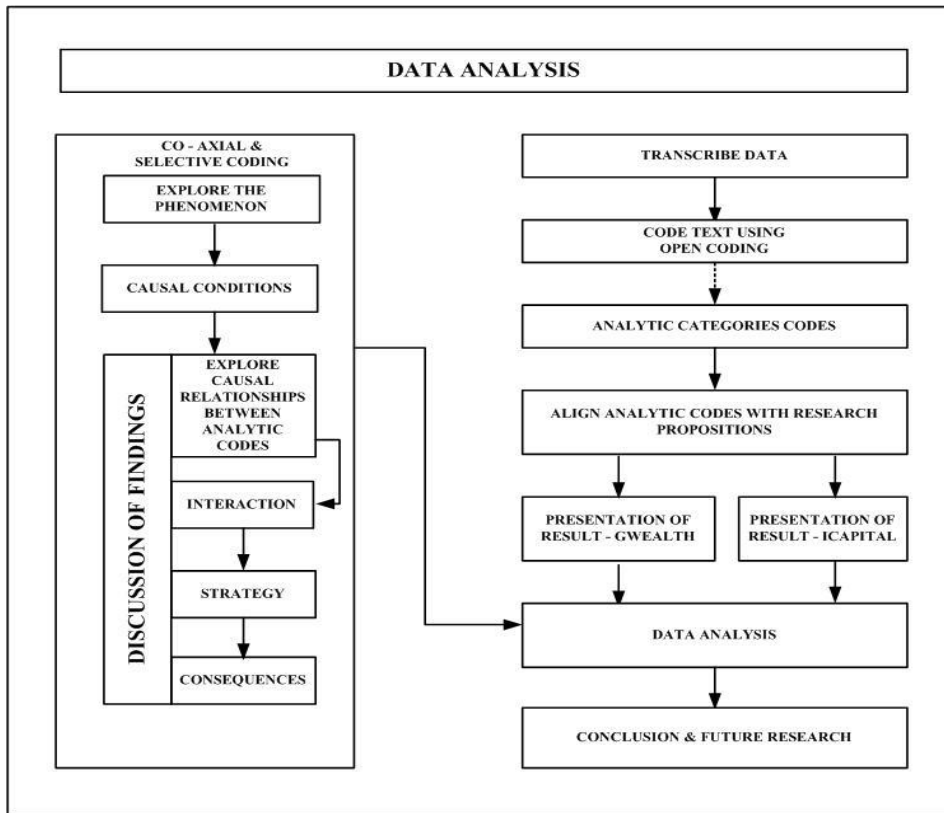 DATA ANALYSIS
CO - AXIAL &
SELECTIVE CODING
EXPLORE THE
PHENOMENON
CAUSAL CONDITIONS
DISCUSSION OF FINDINGS
EXPLORE
CAUSAL
RELATIONSHIPS
BETWEEN
ANALYTIC
CODES
INTERACTION
STRATEGY
CONSEQUENCES
TRANSCRIBE DATA
CODE TEXT USING
OPEN CODING
ANALYTIC CATEGORIES CODES
ALIGN ANALYTIC CODES WITH RESEARCH
PROPOSITIONS
PRESENTATION OF
RESULT - GWEALTH
PRESENTATION OF
RESULT - ICAPITAL
DATA ANALYSIS
CONCLUSION & FUTURE RESEARCH